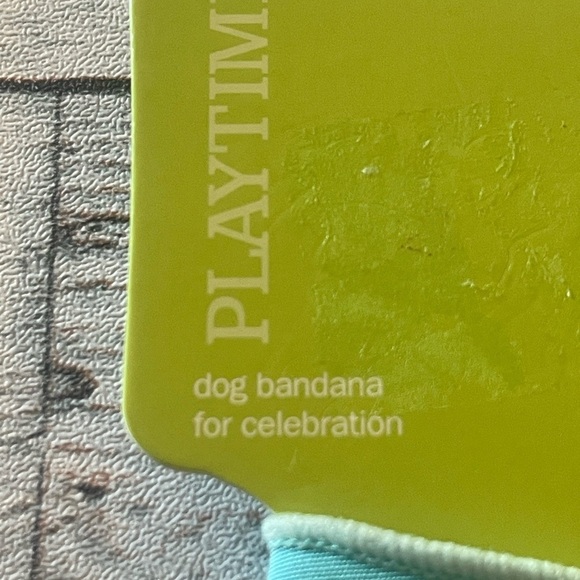 PLAYTIM
dog bandana
for celebration